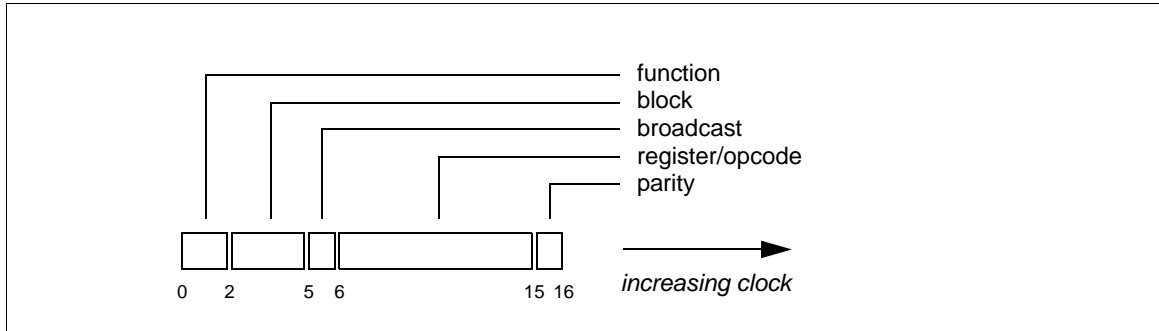 function
block
broadcast
register/opcode
parity
0 2 5 6 15 16
increasing clock